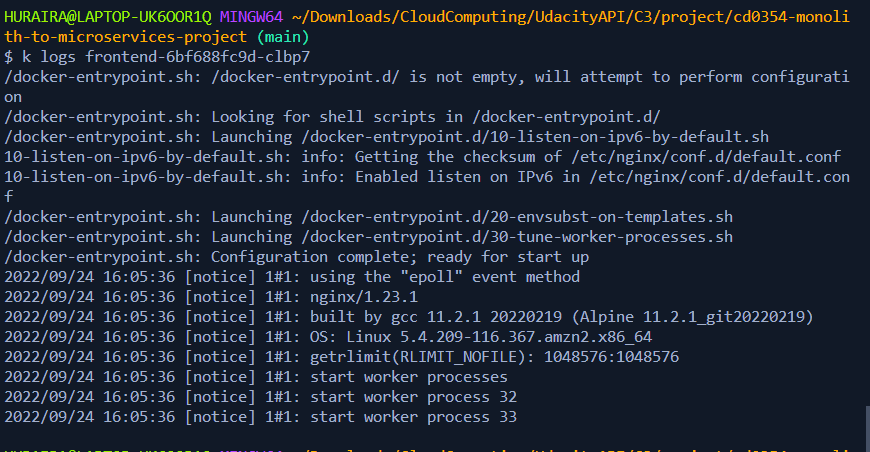 HURAIRA@LAPTOP-UK6OOR1Q MINGW64 ~/Downloads/CloudComputing/UdacityAPI/C3/project/cd0354-monoli
th-to-microservices-project (main)
$ k logs frontend-6bf688fc9d-clbp7
/docker-entrypoint.sh: /docker-entrypoint.d/ is not empty, will attempt to perform configurati
on
/docker-entrypoint.sh: Looking for shell scripts in /docker-entrypoint.d/
/docker-entrypoint.sh: Launching /docker-entrypoint.d/10-listen-on-ipv6-by-default.sh
10-listen-on-ipv6-by-default.sh: info: Getting the checksum of /etc/nginx/conf.d/default.conf
10-listen-on-ipv6-by-default.sh: info: Enabled listen on IPv6 in /etc/nginx/conf.d/default.con
f
/docker-entrypoint.sh: Launching /docker-entrypoint.d/20-envsubst-on-templates.sh
/docker-entrypoint.sh: Launching /docker-entrypoint.d/30-tune-worker-processes.sh
/docker-entrypoint.sh: Configuration complete; ready for start up
2022/09/24 16:05:36 [notice] 1#1: using the "epoll" event method
2022/09/24 16:05:36 [notice] 1#1: nginx/1.23.1
2022/09/24 16:05:36 [notice] 1#1: built by gcc 11.2.1 20220219 (Alpine 11.2.1_git20220219)
2022/09/24 16:05:36 [notice] 1#1: OS: Linux 5.4.209-116.367.amzn2.x86_64
2022/09/24 16:05:36 [notice] 1#1: getrlimit(RLIMIT_NOFILE): 1048576:1048576
2022/09/24 16:05:36 [notice] 1#1: start worker processes
2022/09/24 16:05:36 [notice] 1#1: start worker process 32
2022/09/24 16:05:36 [notice] 1#1: start worker process 33